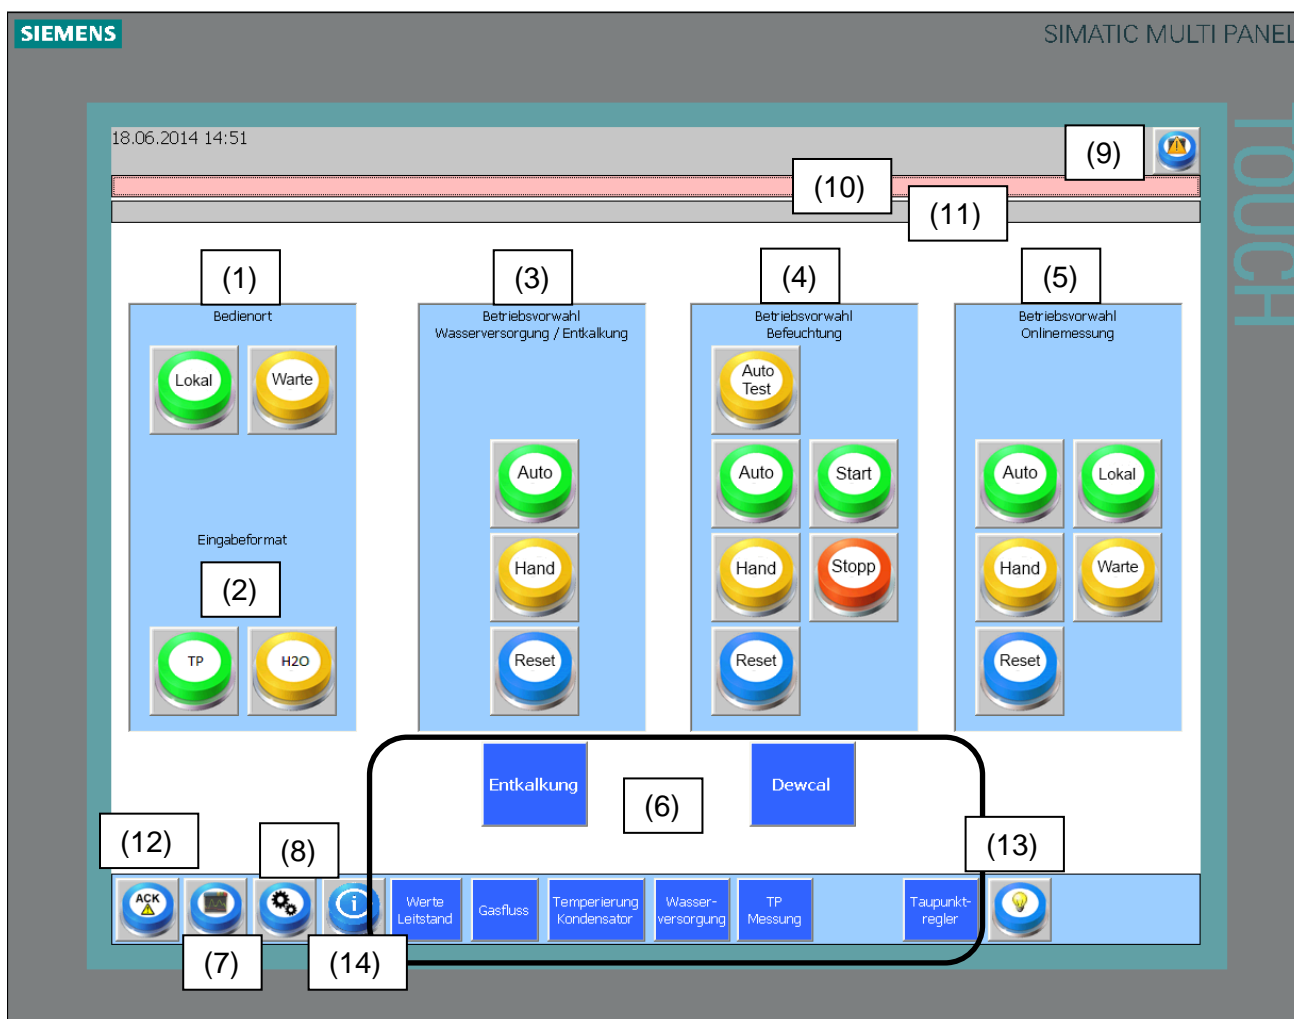 SIEMENS
SIMATIC MULTI PANEL
TOUCH
18.06.2014 14:51
(9)
(10)
(11)
(1)
(3)
(4)
(5)
Bedienort
Lokal
Warte
Eingabeformat
(2)
TP
H2O
Betriebsvorwahl
Wasserversorgung / Entkalkung
Auto
Hand
Reset
Betriebsvorwahl
Befeuchtung
Auto
Test
Auto
Start
Hand
Stopp
Reset
Betriebsvorwahl
Onlinemessung
Auto
Lokal
Hand
Warte
Reset
Entkalkung
(6)
Dewcal
(12)
(8)
(13)
ACK
i
Werte
Leitstand
Gasfluss
Temperierung
Kondensator
Wasser-
versorgung
TP
Messung
Taupunkt-
regler
(7)
(14)